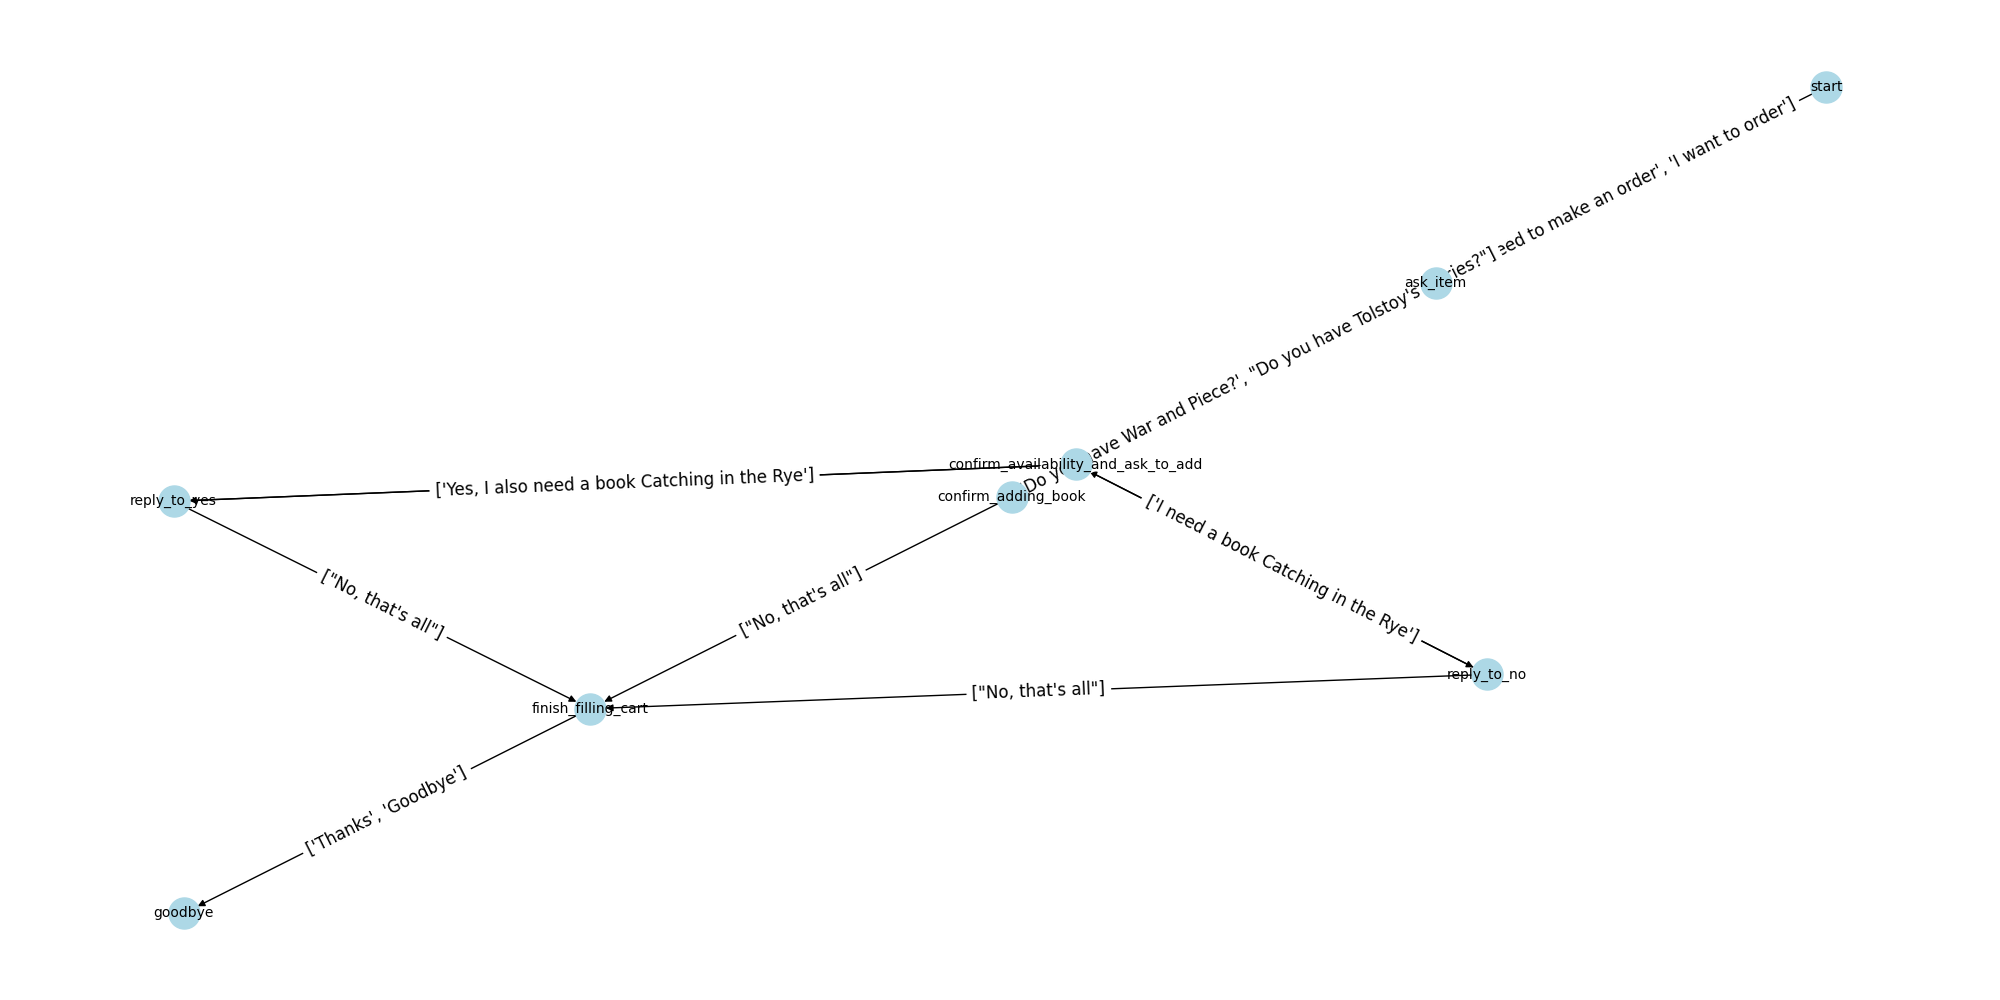 start
eed to make an order', 'I want to order']
ask_item
Do you have War and Piece?', "Do you have Tolstoy's ries?"]
confirm_availability_and_ask_to_add
['Yes, I also need a book Catching in the Rye']
confirm_adding_book
reply_to_yes
['I need a book Catching in the Rye']
["No, that's all"]
["No, that's all"]
reply_to_no
["No, that's all"]
finish_filling_cart
['Thanks', 'Goodbye']
goodbye